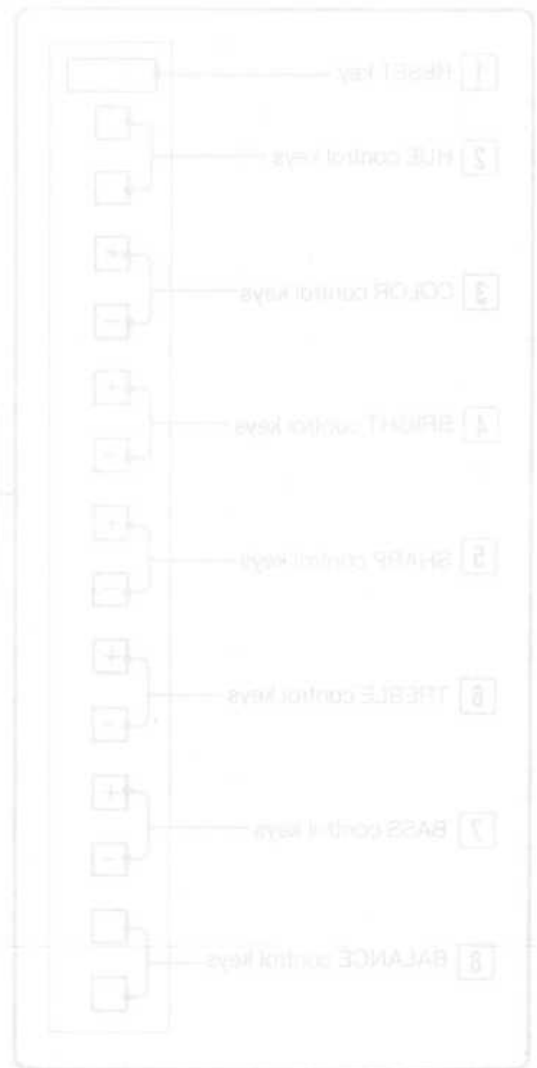 1 RESET key
2 HUE control keys
3 COLOR control keys
+
−
4 BRIGHT control keys
+
−
5 SHARP control keys
+
−
6 TREBLE control keys
+
−
7 BASS control keys
+
−
8 BALANCE control keys